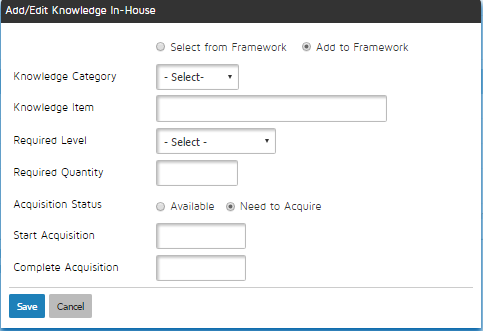 Add/Edit Knowledge In-House
Select from Framework Add to Framework
Knowledge Category - Select-
Knowledge Item
Required Level - Select -
Required Quantity
Acquisition Status Available Need to Acquire
Start Acquisition
Complete Acquisition
Save Cancel